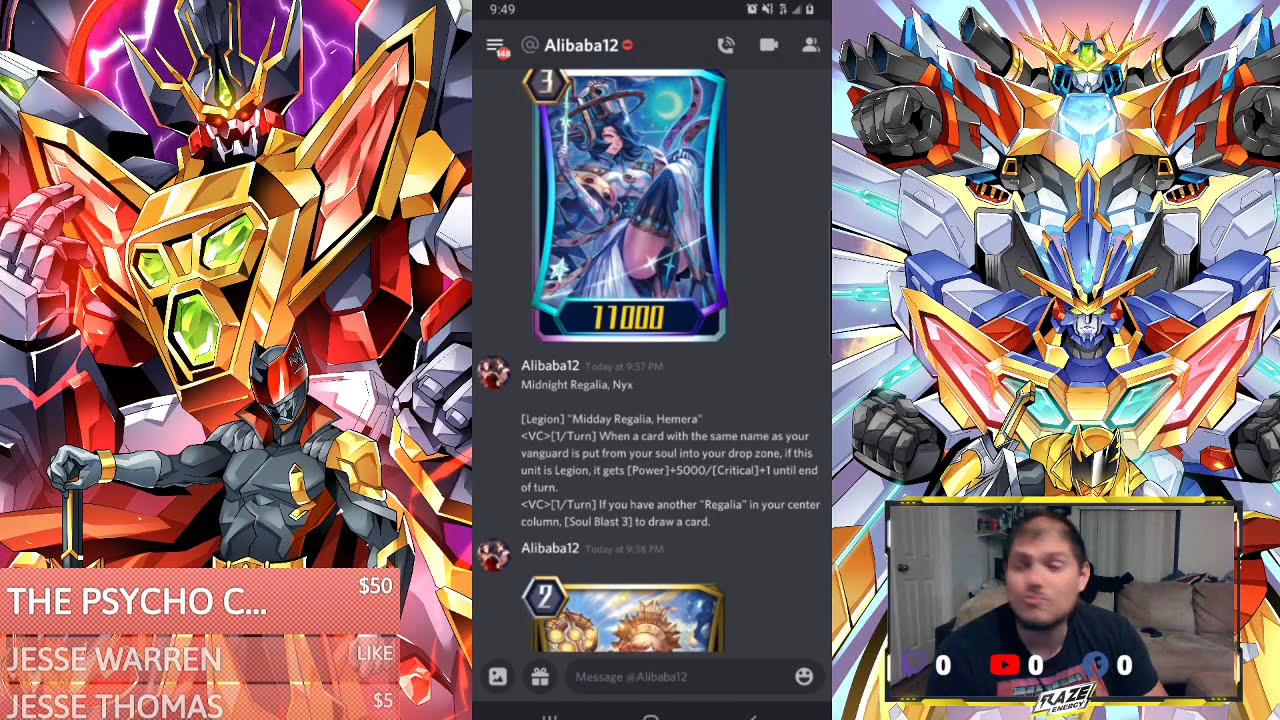 9:49
148
@ Alibaba12
3
11000
Alibaba12 Today at 9:37 PM
Midnight Regalia, Nyx
[Legion] "Midday Regalia, Hemera"
<VC>[1/Turn] When a card with the same name as your
vanguard is put from your soul into your drop zone, if this
unit is Legion, it gets [Power]+5000/[Critical]+1 until end
of turn.
<VC>[1/Turn] If you have another "Regalia" in your center
column, [Soul Blast 3] to draw a card.
Alibaba12 Today at 9:38 PM
2
Message @Alibaba12
THE PSYCHO C... $50
JESSE WARREN LIKE
JESSE THOMAS $5
0 0 0
RAZE
ENERGY